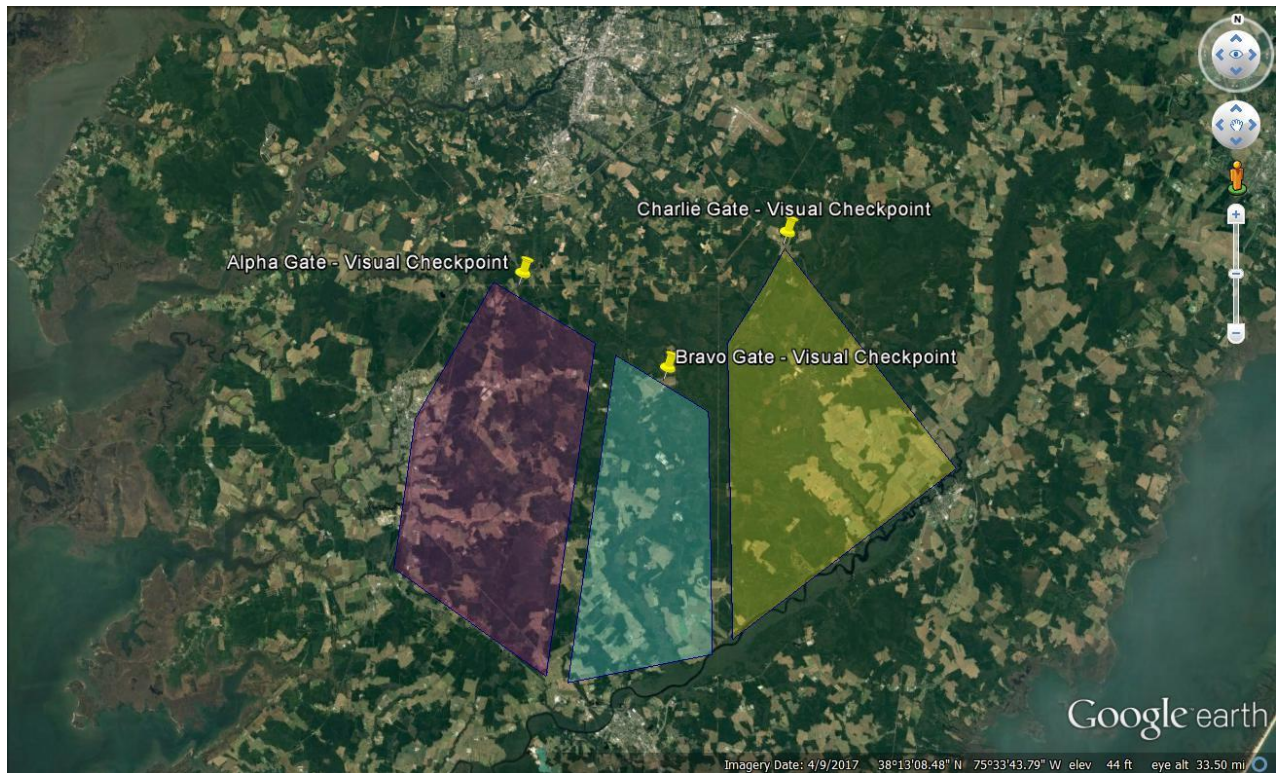 N
Charlie Gate - Visual Checkpoint
Alpha Gate - Visual Checkpoint
Bravo Gate - Visual Checkpoint
Google earth
Imagery Date: 4/9/2017 38°13'08.48" N 75°33'43.79" W elev 44 ft eye alt 33.50 mi